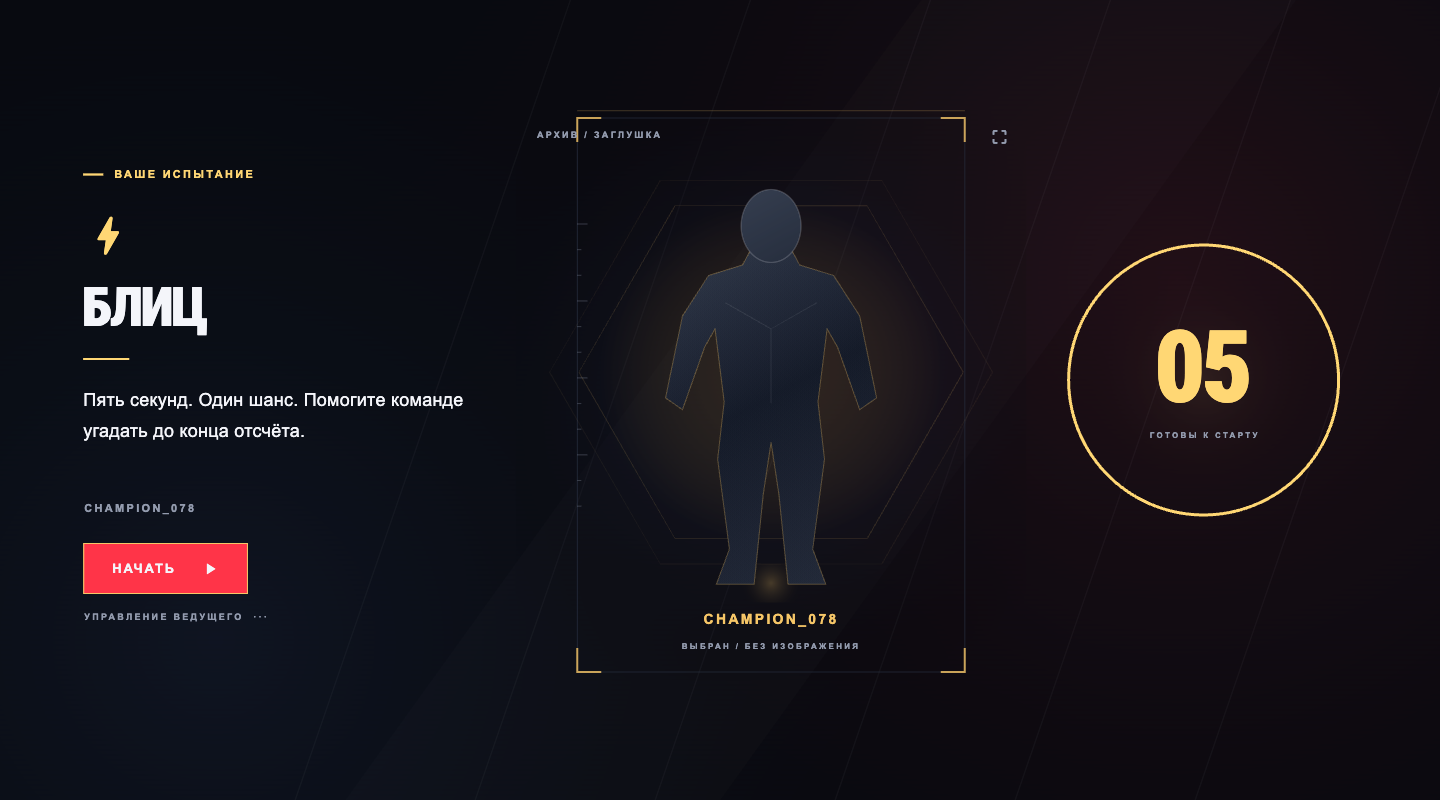 ВАШЕ ИСПЫТАНИЕ
БЛИЦ
Пять секунд. Один шанс. Помогите команде
угадать до конца отсчёта.
CHAMPION_078
НАЧАТЬ
УПРАВЛЕНИЕ ВЕДУЩЕГО ···
АРХИВ / ЗАГЛУШКА
CHAMPION_078
ВЫБРАН / БЕЗ ИЗОБРАЖЕНИЯ
05
ГОТОВЫ К СТАРТУ